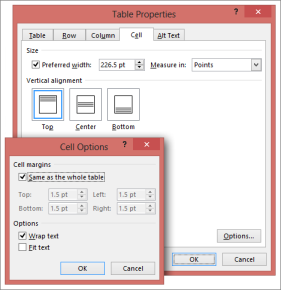 Table Properties
? ×
Table Row Column Cell Alt Text
Size
Preferred width: 226.5 pt Measure in: Points
Vertical alignment
Top Center Bottom
Options...
OK Cancel
Cell Options
? ×
Cell margins
Same as the whole table
Top: 1.5 pt Left: 1.5 pt
Bottom: 1.5 pt Right: 1.5 pt
Options
Wrap text
Fit text
OK Cancel